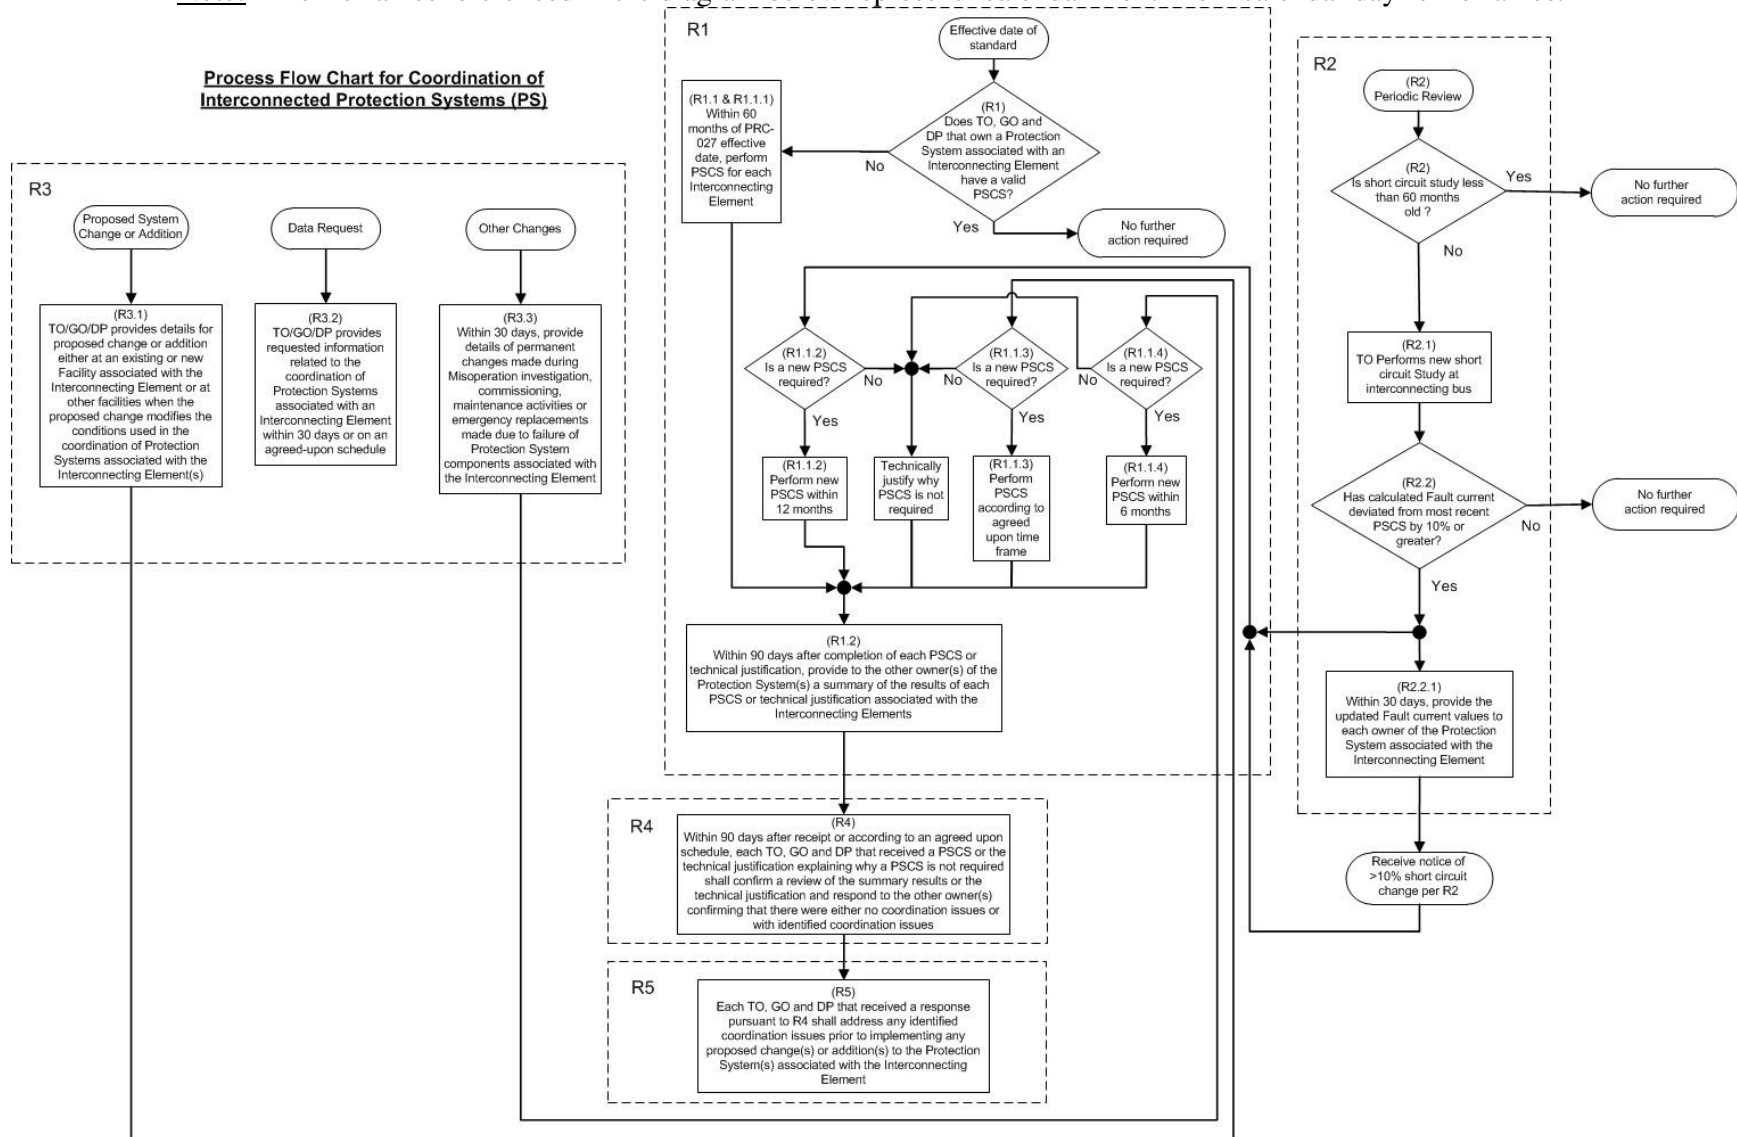 Process Flow Chart for Coordination of
Interconnected Protection Systems (PS)
R3
Proposed System
Change or Addition
Data Request
Other Changes
(R3.1)
TO/GO/DP provides details for
proposed change or addition
either at an existing or new
Facility associated with the
Interconnecting Element or at
other facilities when the
proposed change modifies the
conditions used in the
coordination of Protection
Systems associated with the
Interconnecting Element(s)
(R3.2)
TO/GO/DP provides
requested information
related to the
coordination of
Protection Systems
associated with an
Interconnecting Element
within 30 days or on an
agreed-upon schedule
(R3.3)
Within 30 days, provide
details of permanent
changes made during
Misoperation investigation,
commissioning,
maintenance activities or
emergency replacements
made due to failure of
Protection System
components associated with
the Interconnecting Element
R1
Effective date of
standard
(R1.1 & R1.1.1)
Within 60
months of PRC-
027 effective
date, perform
PSCS for each
Interconnecting
Element
(R1)
Does TO, GO and
DP that own a Protection
System associated with an
Interconnecting Element
have a valid
PSCS?
No
Yes
No further
action required
(R1.1.2)
Is a new PSCS
required?
No
Yes
(R1.1.3)
Is a new PSCS
required?
No
Yes
(R1.1.4)
Is a new PSCS
required?
No
Yes
(R1.1.2)
Perform new
PSCS within
12 months
Technically
justify why
PSCS is not
required
(R1.1.3)
Perform
PSCS
according to
agreed
upon time
frame
(R1.1.4)
Perform new
PSCS within
6 months
(R1.2)
Within 90 days after completion of each PSCS or
technical justification, provide to the other owner(s) of the
Protection System(s) a summary of the results of each
PSCS or technical justification associated with the
Interconnecting Elements
R4
(R4)
Within 90 days after receipt or according to an agreed upon
schedule, each TO, GO and DP that received a PSCS or the
technical justification explaining why a PSCS is not required
shall confirm a review of the summary results or the
technical justification and respond to the other owner(s)
confirming that there were either no coordination issues or
with identified coordination issues
R5
(R5)
Each TO, GO and DP that received a response
pursuant to R4 shall address any identified
coordination issues prior to implementing any
proposed change(s) or addition(s) to the Protection
System(s) associated with the Interconnecting
Element
R2
(R2)
Periodic Review
(R2)
Is short circuit study less
than 60 months
old ?
Yes
No further
action required
No
(R2.1)
TO Performs new short
circuit Study at
interconnecting bus
(R2.2)
Has calculated Fault current
deviated from most recent
PSCS by 10% or
greater?
No
No further
action required
Yes
(R2.2.1)
Within 30 days, provide the
updated Fault current values to
each owner of the Protection
System associated with the
Interconnecting Element
Receive notice of
>10% short circuit
change per R2